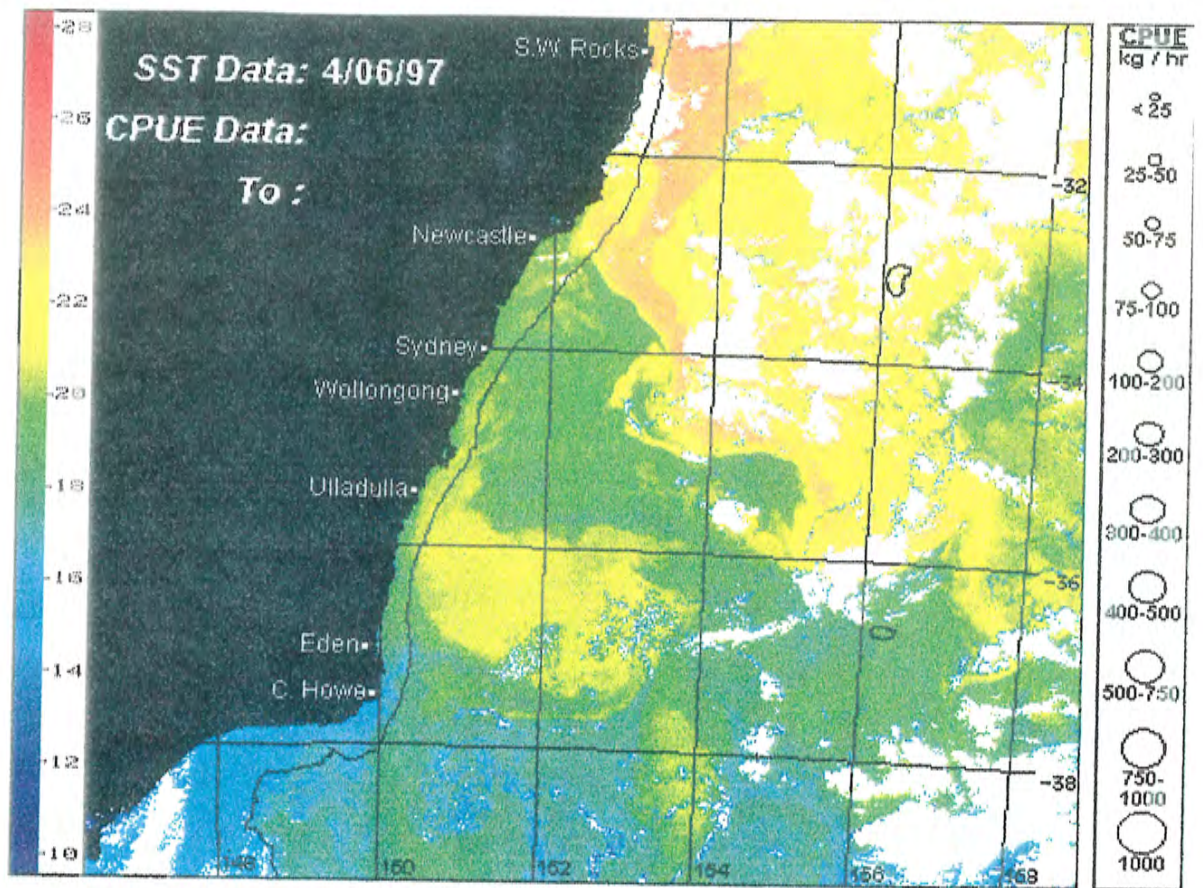 -28
-26
-24
-22
-20
-18
-16
-14
-12
-10
SST Data: 4/06/97
CPUE Data:
To :
S.W. Rocks
Newcastle
Sydney
Wollongong
Ulladulla
Eden
C. Howe
-32
-34
-36
-38
148
150
152
154
156
158
CPUE
kg / hr
<25
25-50
50-75
75-100
100-200
200-300
300-400
400-500
500-750
750-
1000
1000